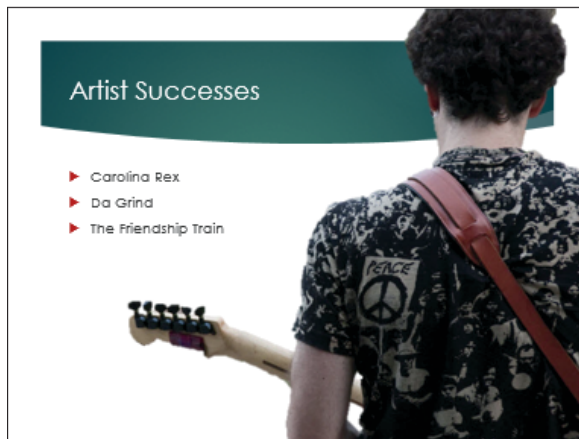 Artist Successes
Carolina Rex
Da Grind
The Friendship Train
PEACE